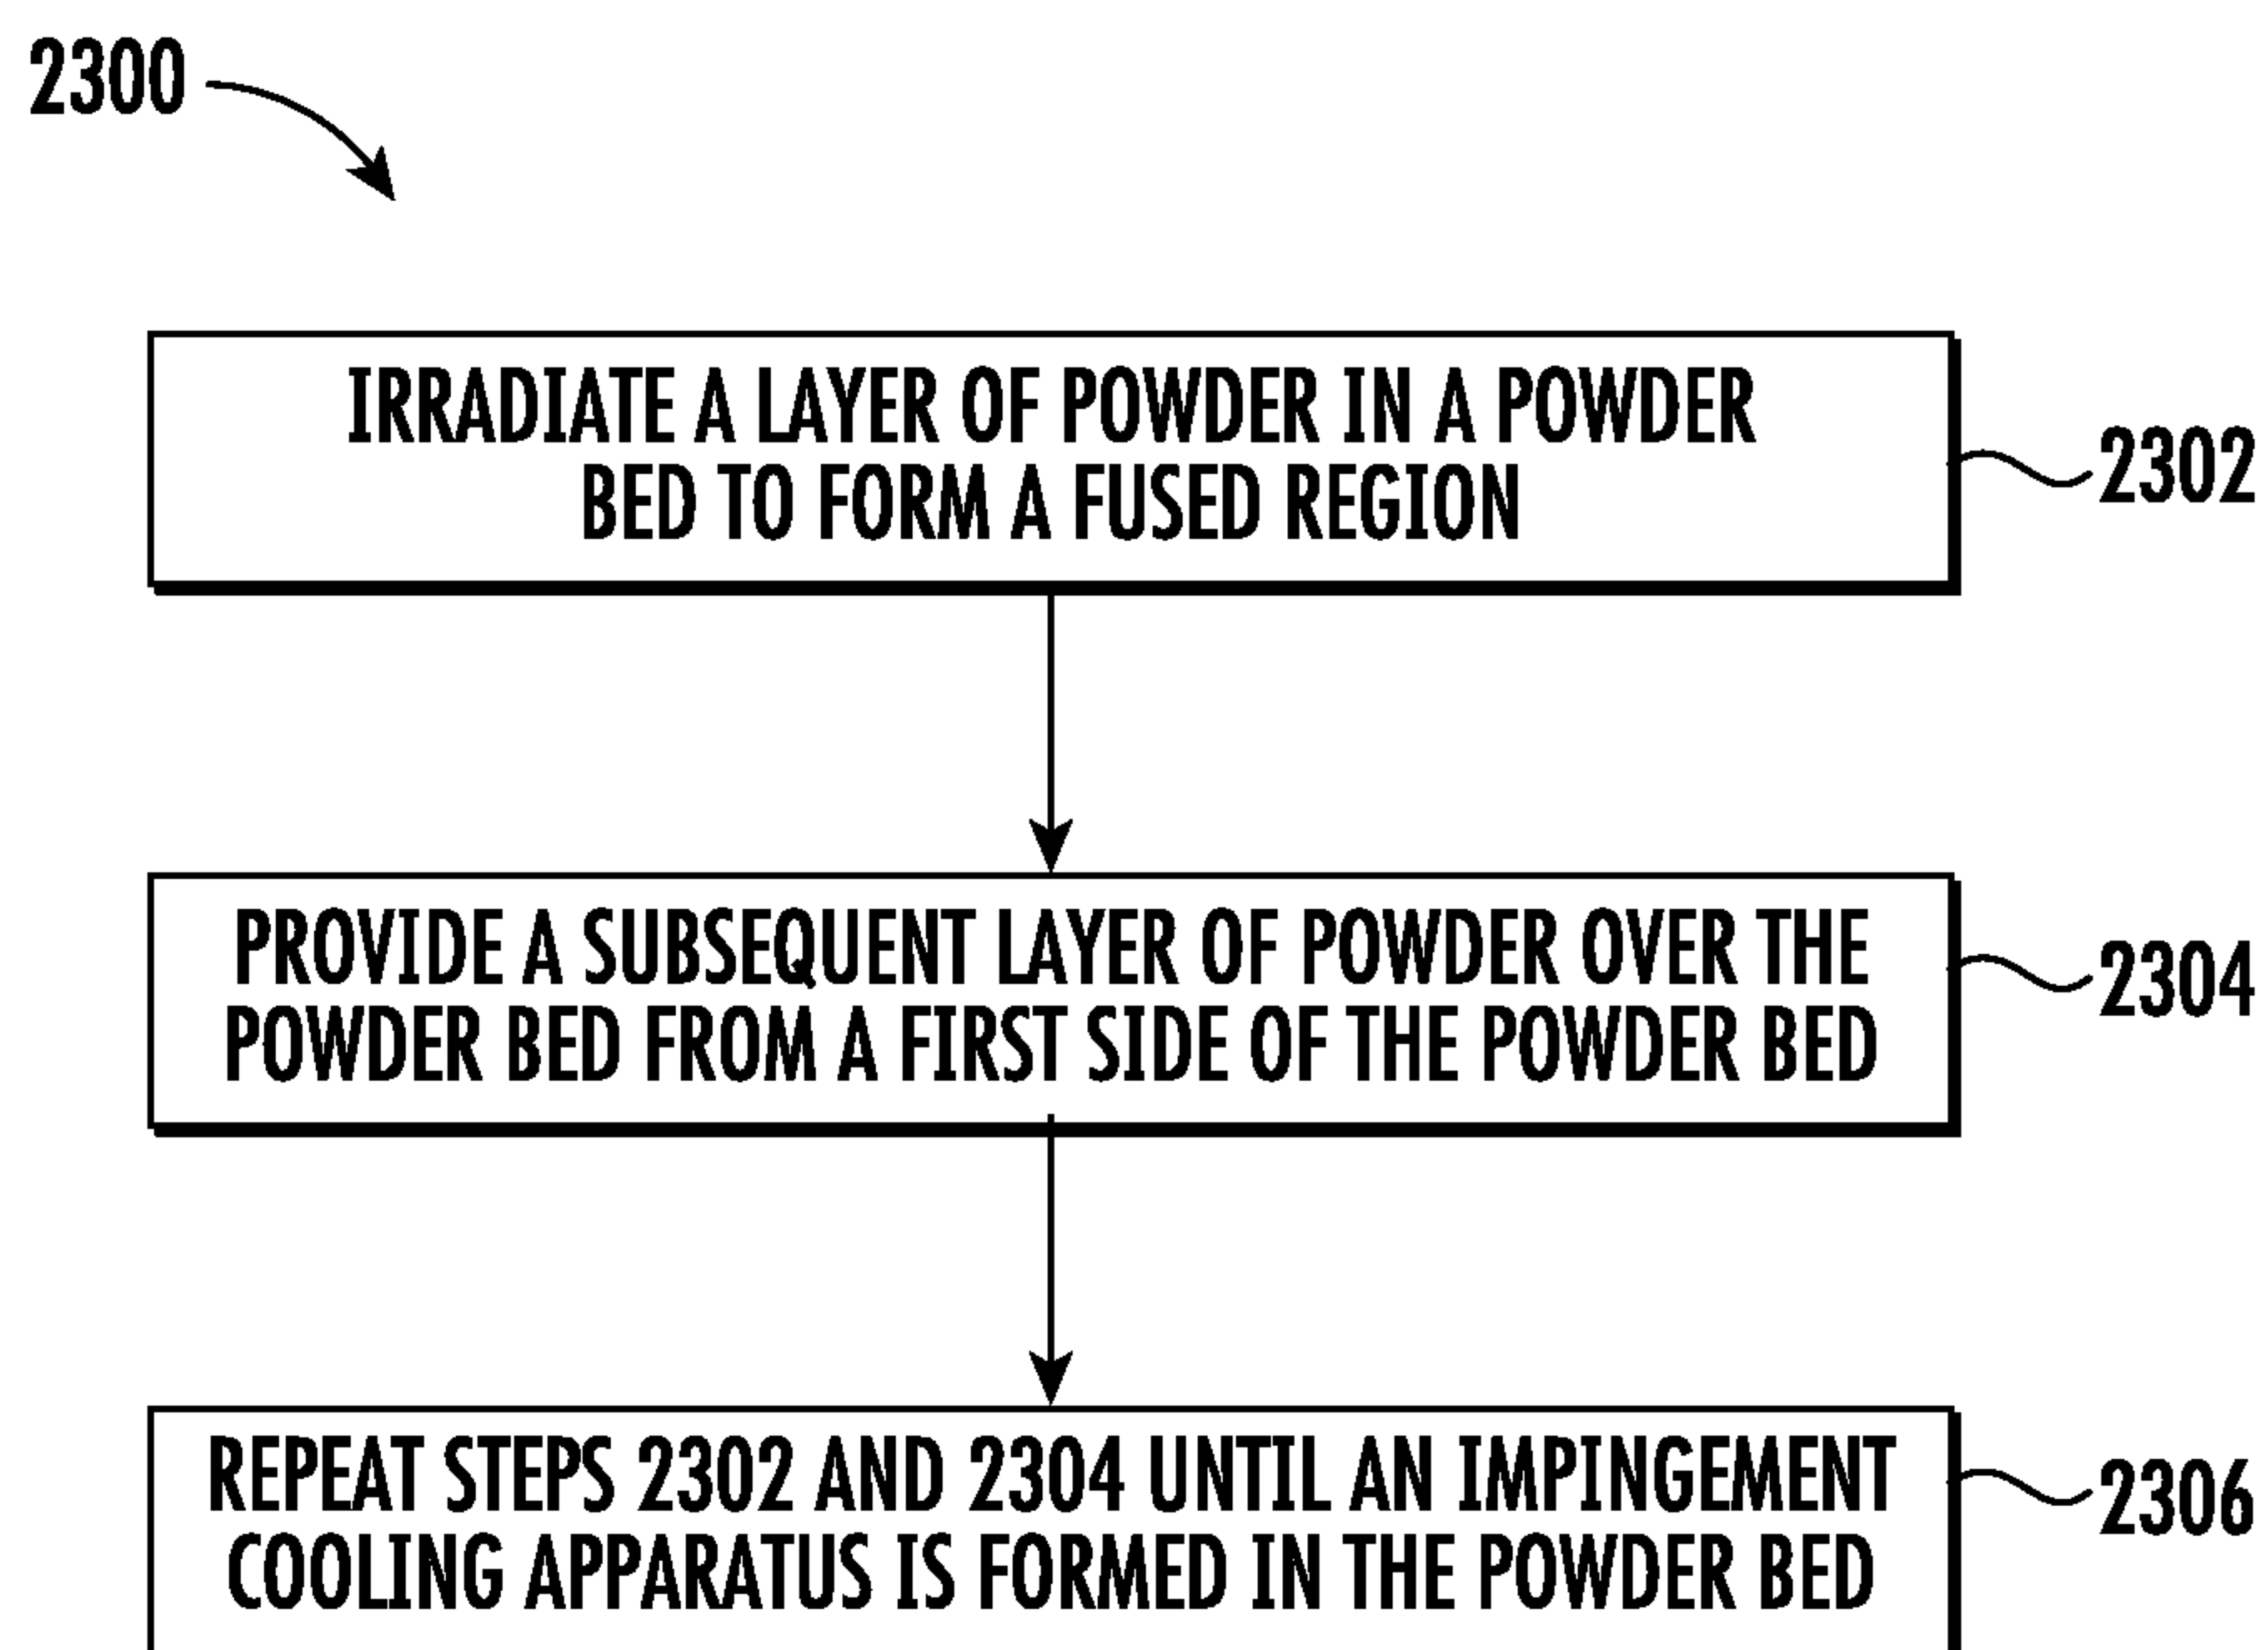 2300
IRRADIATE A LAYER OF POWDER IN A POWDER
BED TO FORM A FUSED REGION
2302
PROVIDE A SUBSEQUENT LAYER OF POWDER OVER THE
POWDER BED FROM A FIRST SIDE OF THE POWDER BED
2304
REPEAT STEPS 2302 AND 2304 UNTIL AN IMPINGEMENT
COOLING APPARATUS IS FORMED IN THE POWDER BED
2306